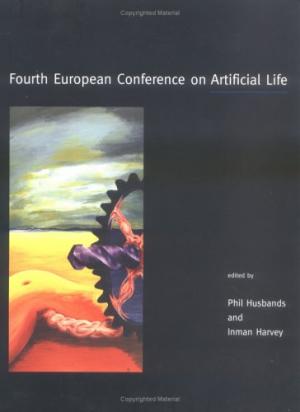 Copyrighted Material
Fourth European Conference on Artificial Life
edited by
Phil Husbands
and
Inman Harvey
Copyrighted Material